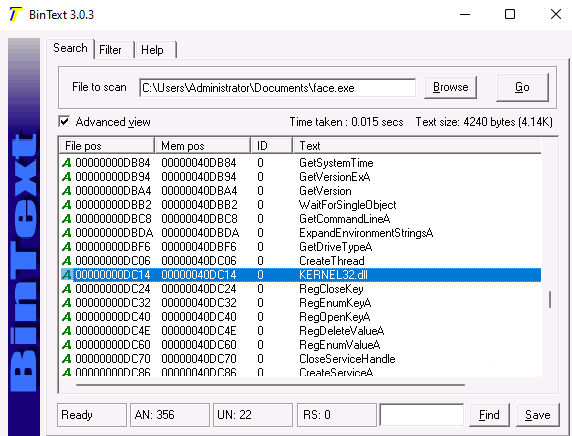 BinText 3.0.3
Search Filter Help
File to scan C:\Users\Administrator\Documents\face.exe Browse Go
Advanced view Time taken : 0.015 secs Text size: 4240 bytes (4.14K)
File pos Mem pos ID Text
A 00000000DB84 00000040DB84 0 GetSystemTime
A 00000000DB94 00000040DB94 0 GetVersionExA
A 00000000DBA4 00000040DBA4 0 GetVersion
A 00000000DBB2 00000040DBB2 0 WaitForSingleObject
A 00000000DBC8 00000040DBC8 0 GetCommandLineA
A 00000000DBDA 00000040DBDA 0 ExpandEnvironmentStringsA
A 00000000DBF6 00000040DBF6 0 GetDriveTypeA
A 00000000DC06 00000040DC06 0 CreateThread
A 00000000DC14 00000040DC14 0 KERNEL32.dll
A 00000000DC24 00000040DC24 0 RegCloseKey
A 00000000DC32 00000040DC32 0 RegEnumKeyA
A 00000000DC40 00000040DC40 0 RegOpenKeyA
A 00000000DC4E 00000040DC4E 0 RegDeleteValueA
A 00000000DC60 00000040DC60 0 RegEnumValueA
A 00000000DC70 00000040DC70 0 CloseServiceHandle
A 00000000DC86 00000040DC86 0 CreateServiceA
BinText
Ready AN: 356 UN: 22 RS: 0 Find Save